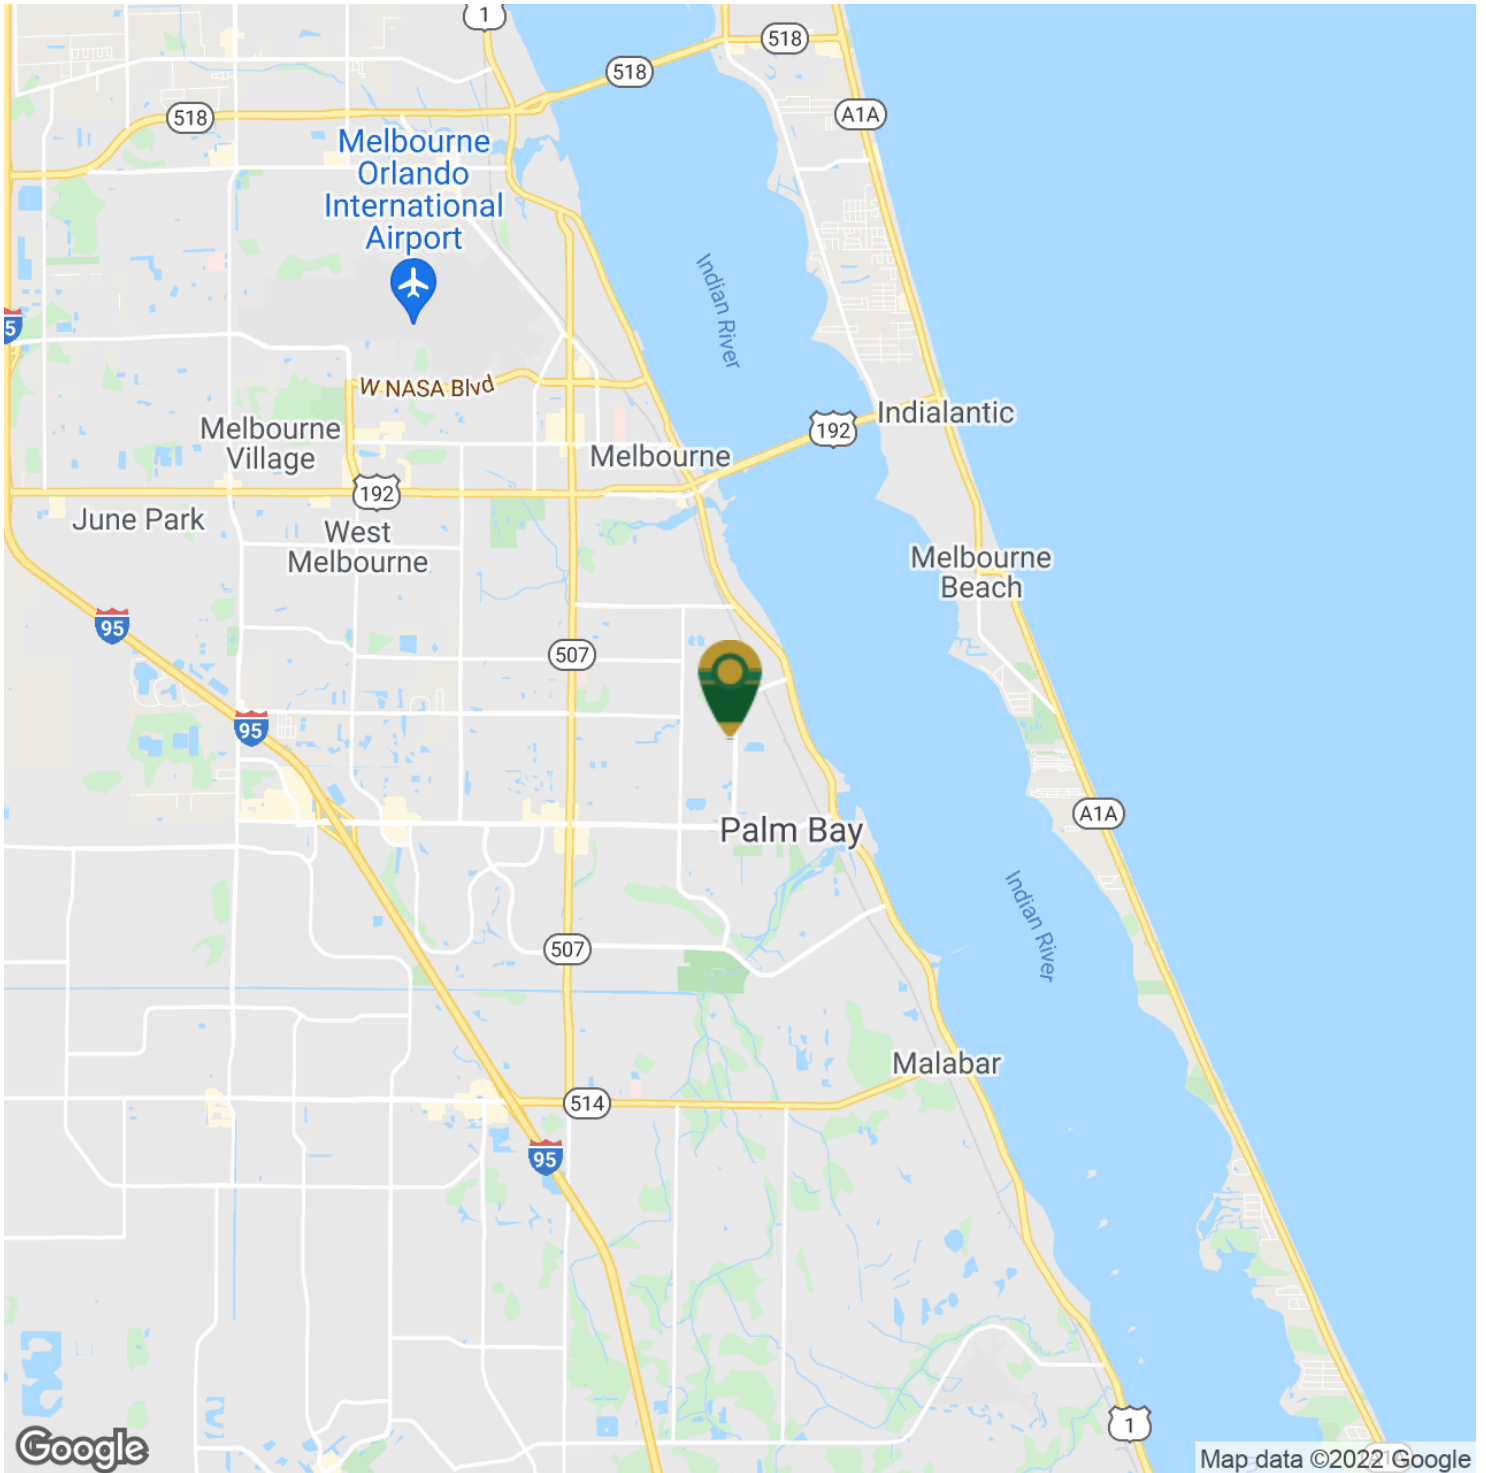 1
518
518
518
A1A
Melbourne
Orlando
International
Airport
Indian River
5
W NASA Blvd
Indialantic
192
Melbourne
Village
Melbourne
192
June Park
West
Melbourne
Melbourne
Beach
95
507
95
A1A
Palm Bay
Indian River
507
Malabar
514
95
1
Google
Map data ©2022 Google